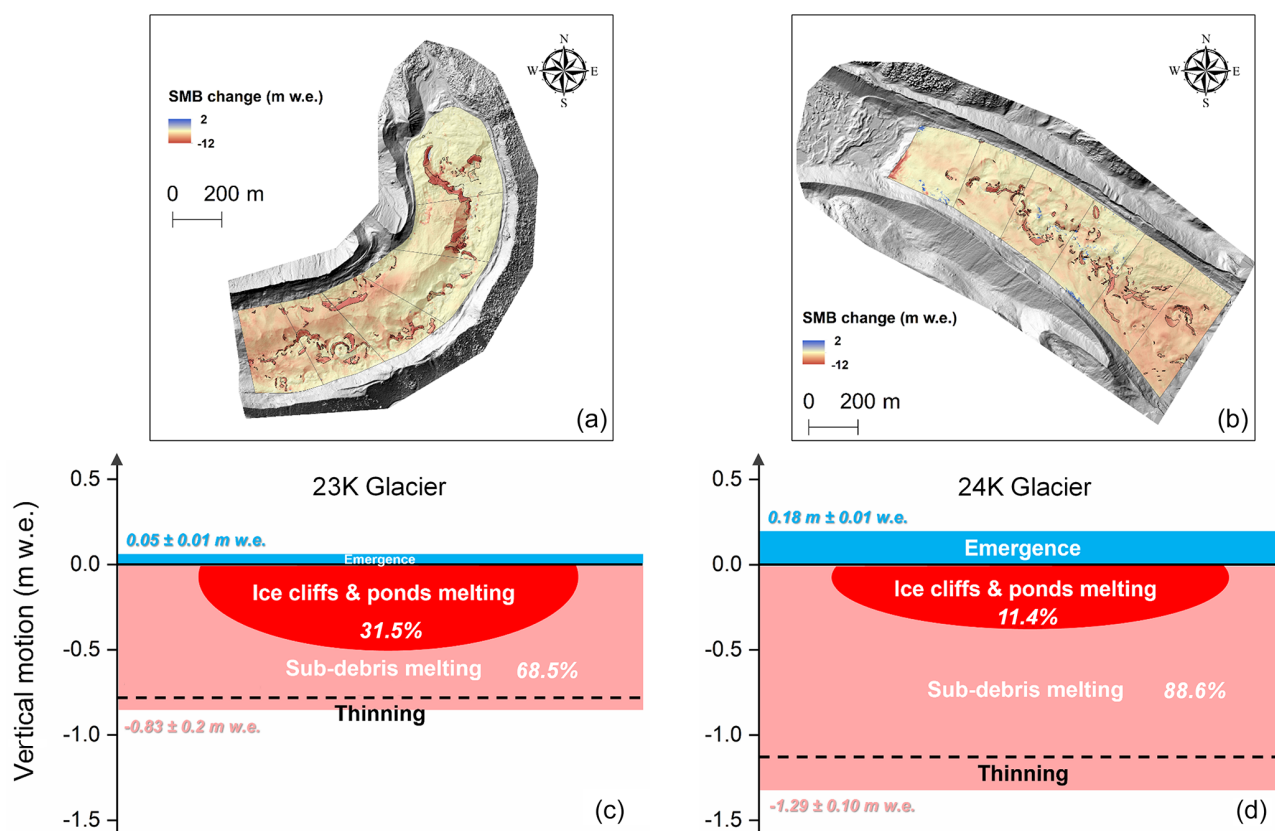 N
W E
S
SMB change (m w.e.)
2
-12
0 200 m
(a)
N
W E
S
SMB change (m w.e.)
2
-12
0 200 m
(b)
Vertical motion (m w.e.)
0.5
0.0
-0.5
-1.0
-1.5
23K Glacier
0.05 ± 0.01 m w.e.
Emergence
Ice cliffs & ponds melting
31.5%
Sub-debris melting 68.5%
Thinning
-0.83 ± 0.2 m w.e.
(c)
0.5
0.0
-0.5
-1.0
-1.5
24K Glacier
0.18 m ± 0.01 w.e.
Emergence
Ice cliffs & ponds melting
11.4%
Sub-debris melting 88.6%
Thinning
-1.29 ± 0.10 m w.e.
(d)